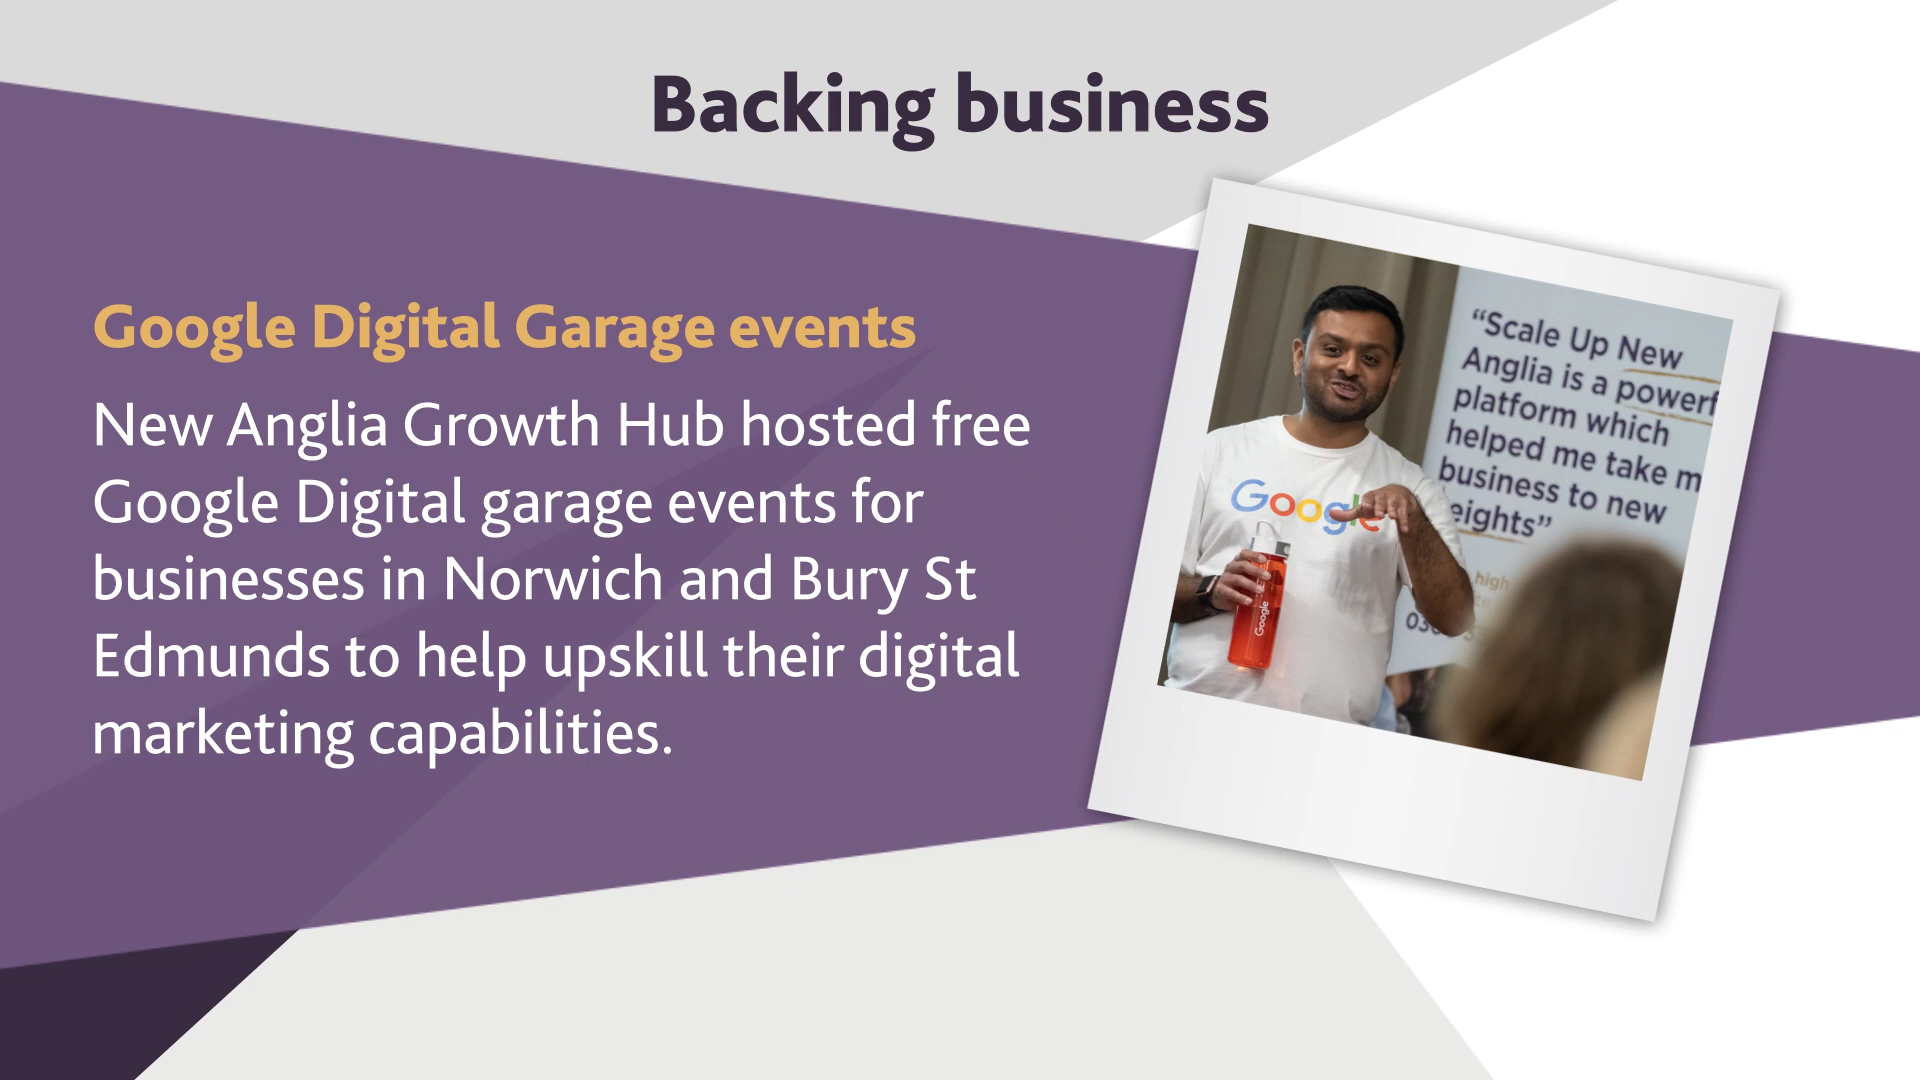 Backing business
Google Digital Garage events
New Anglia Growth Hub hosted free
Google Digital garage events for
businesses in Norwich and Bury St
Edmunds to help upskill their digital
marketing capabilities.
“Scale Up New
Anglia is a powerf
platform which
helped me take m
business to new
eights”
high
Google
Google